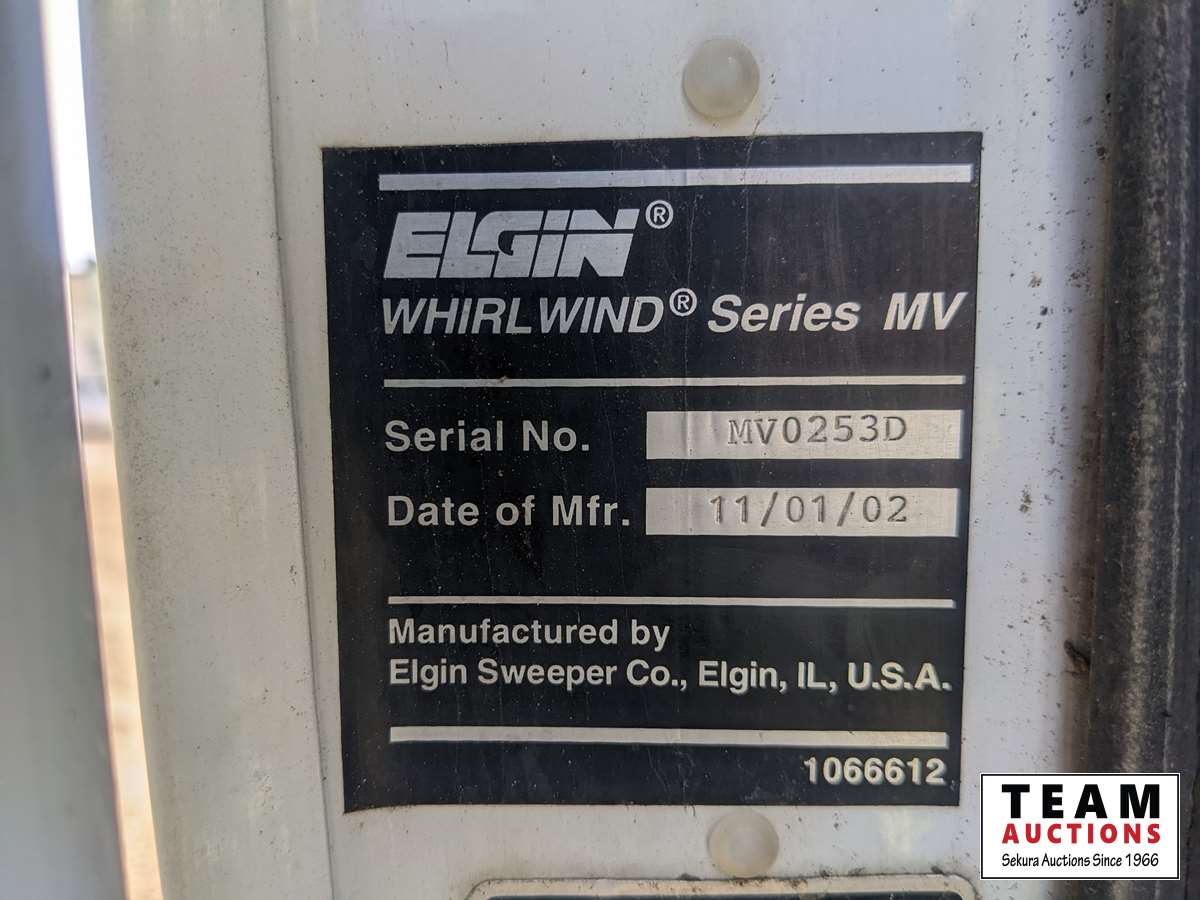 ELGIN®
WHIRLWIND® Series MV
Serial No. MV0253D
Date of Mfr. 11/01/02
Manufactured by
Elgin Sweeper Co., Elgin, IL, U.S.A.
1066612
TEAM
AUCTIONS
Sekura Auctions Since 1966